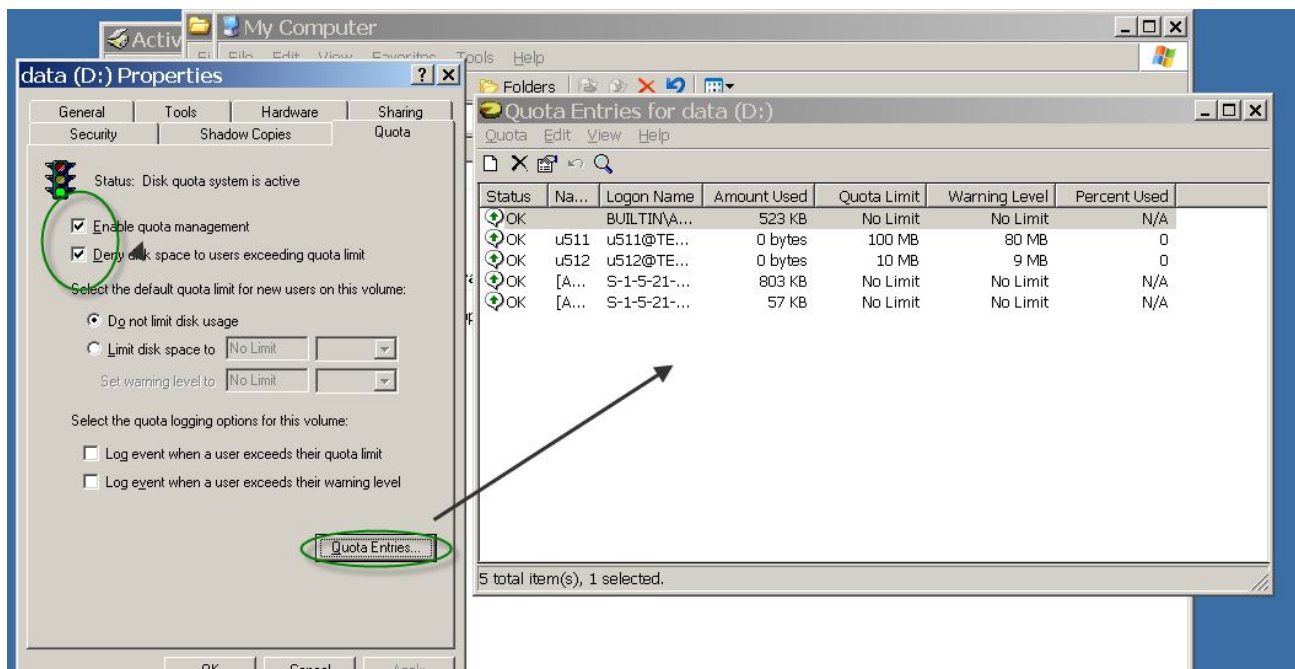 Activ
My Computer
Fi File Edit View Favorites Tools Help
Folders
data (D:) Properties
General Tools Hardware Sharing
Security Shadow Copies Quota
Status: Disk quota system is active
Enable quota management
Deny disk space to users exceeding quota limit
Select the default quota limit for new users on this volume:
Do not limit disk usage
Limit disk space to No Limit
Set warning level to No Limit
Select the quota logging options for this volume:
Log event when a user exceeds their quota limit
Log event when a user exceeds their warning level
Quota Entries...
OK Cancel Apply
Quota Entries for data (D:)
Quota Edit View Help
Status Na... Logon Name Amount Used Quota Limit Warning Level Percent Used
OK BUILTIN\A... 523 KB No Limit No Limit N/A
OK u511 u511@TE... 0 bytes 100 MB 80 MB 0
OK u512 u512@TE... 0 bytes 10 MB 9 MB 0
OK [A... S-1-5-21-... 803 KB No Limit No Limit N/A
OK [A... S-1-5-21-... 57 KB No Limit No Limit N/A
5 total item(s), 1 selected.